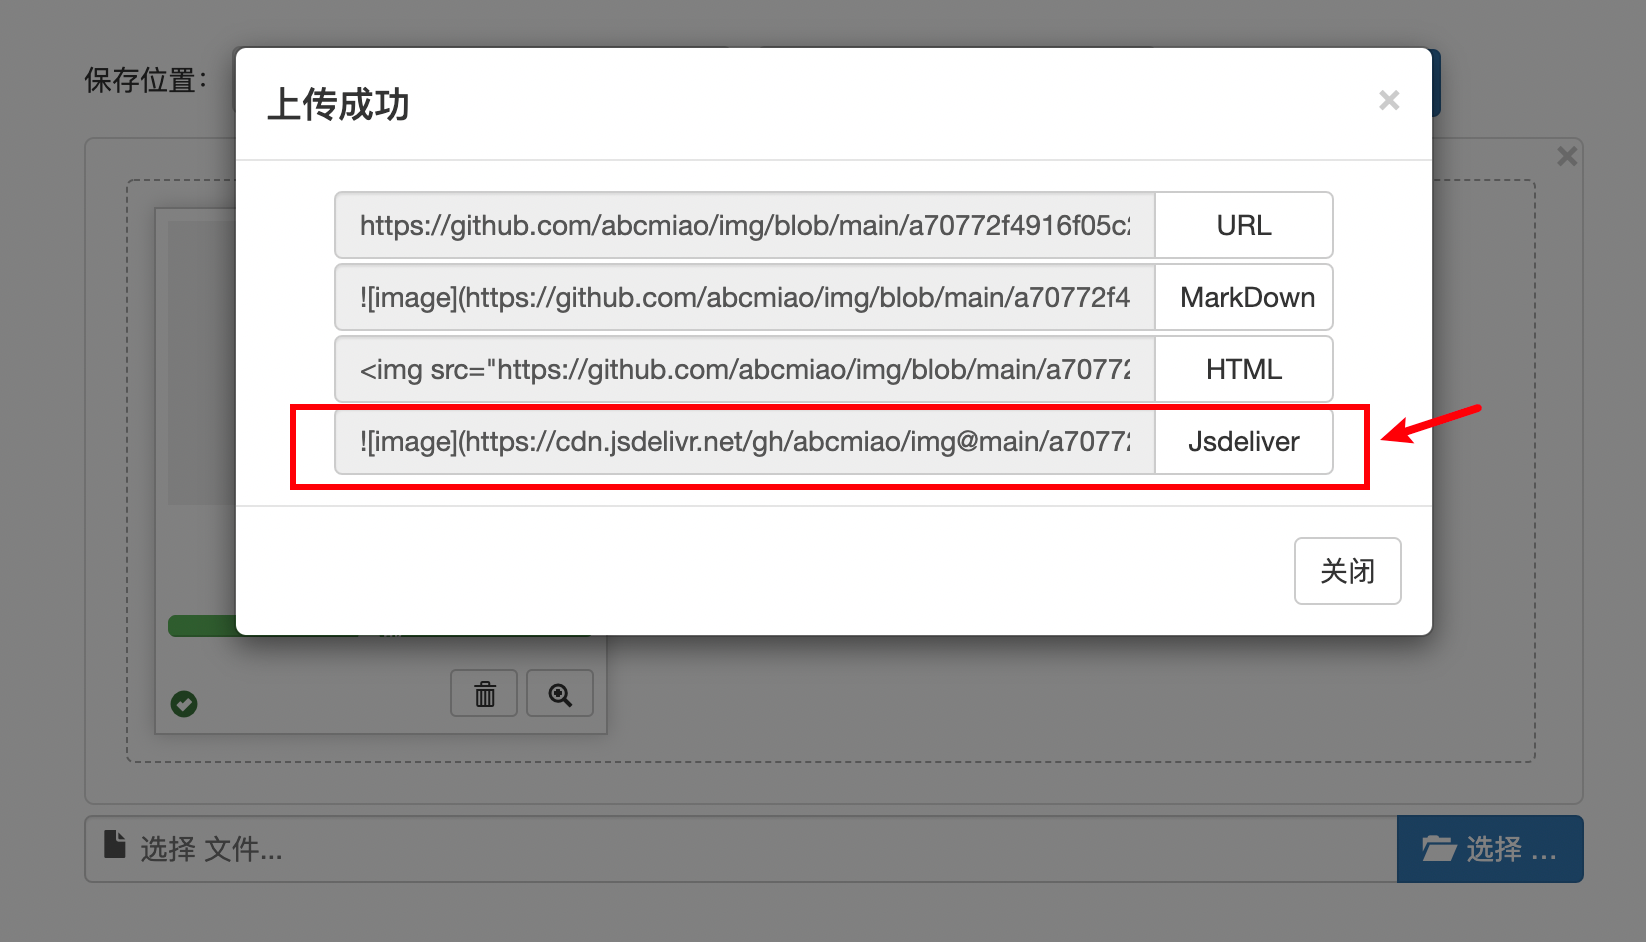 保存位置：
上传成功
×
https://github.com/abcmiao/img/blob/main/a70772f4916f05c
URL
![image](https://github.com/abcmiao/img/blob/main/a70772f4
MarkDown
<img src="https://github.com/abcmiao/img/blob/main/a7077
HTML
![image](https://cdn.jsdelivr.net/gh/abcmiao/img@main/a7077
Jsdeliver
关闭
选择 文件...
选择 ...